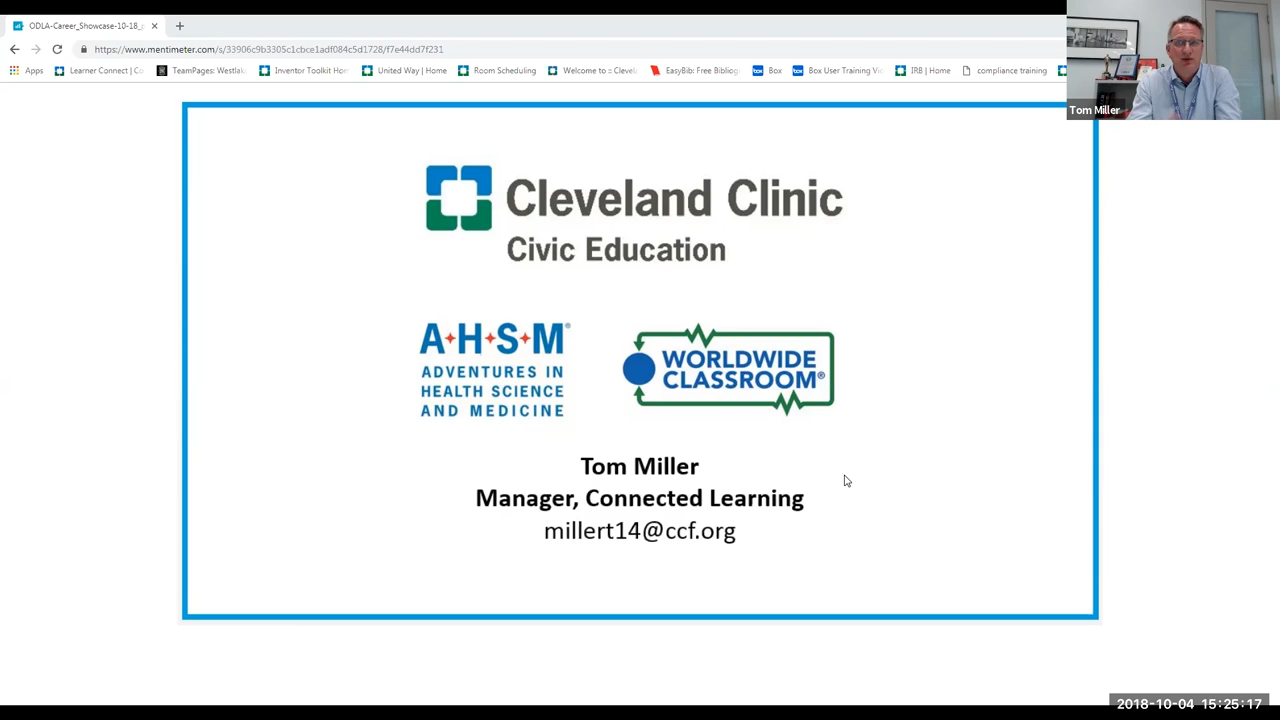 ODLA-Career_Showcase-10-18_
https://www.mentimeter.com/s/33906c9b3305c1cbce1adf084c5d1728/f7e44dd7f231
Apps
Learner Connect | Co
TeamPages: Westlak
Inventor Toolkit Hom
United Way | Home
Room Scheduling
Welcome to :: Clevel
EasyBib: Free Bibliog
Box
Box User Training Vi
IRB | Home
compliance training
Tom Miller
Cleveland Clinic
Civic Education
A+H+S+M®
ADVENTURES IN
HEALTH SCIENCE
AND MEDICINE
WORLDWIDE
CLASSROOM®
Tom Miller
Manager, Connected Learning
millert14@ccf.org
2018-10-04 15:25:17